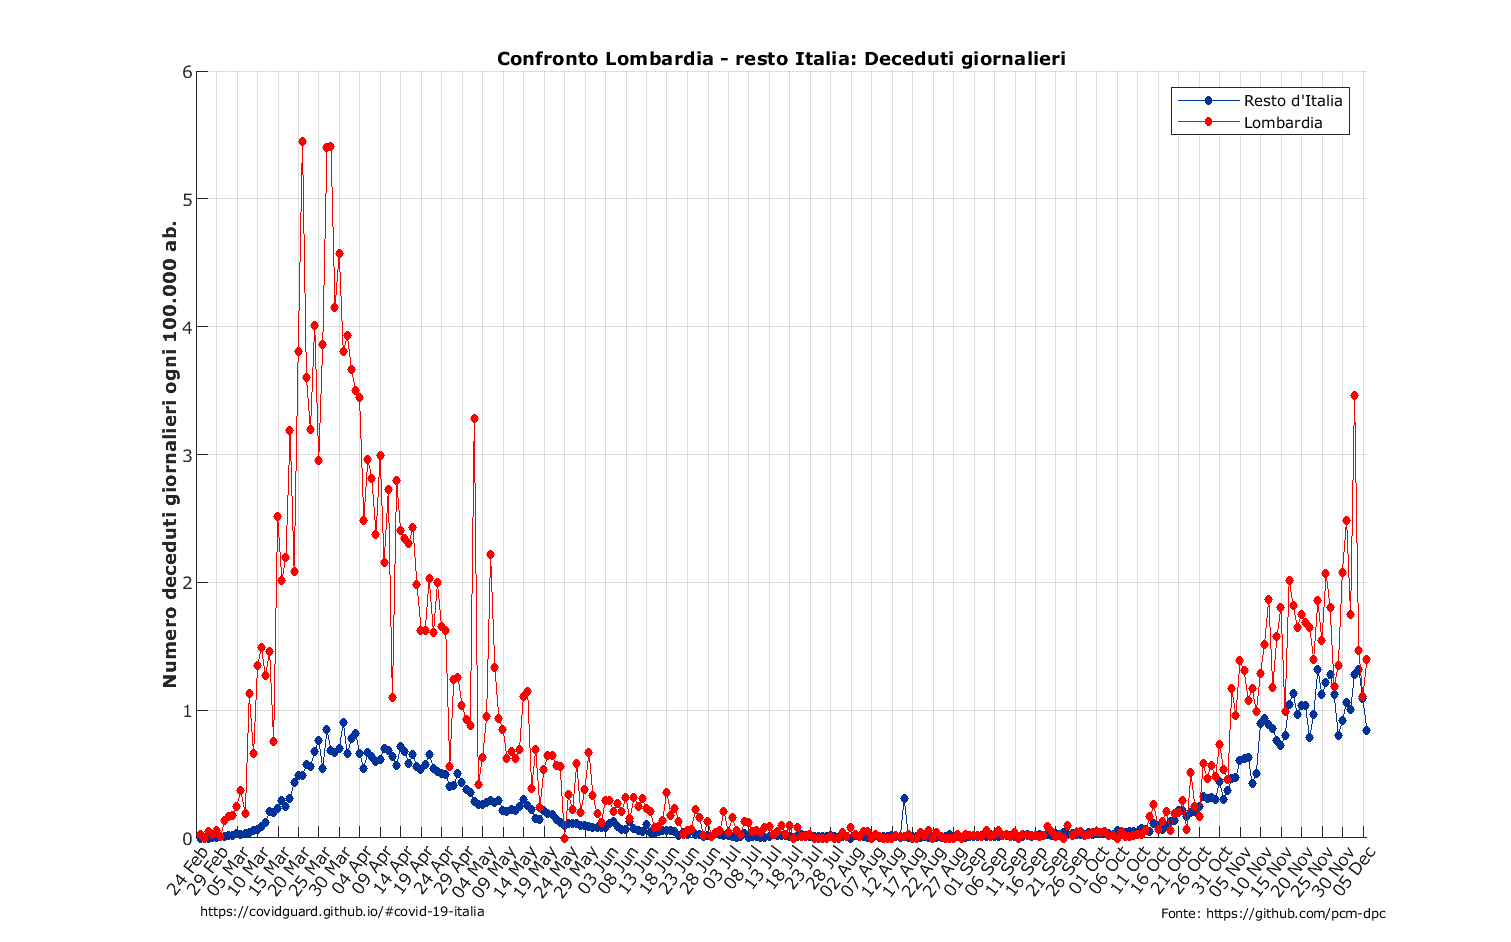 Confronto Lombardia - resto Italia: Deceduti giornalieri
Resto d'Italia
Lombardia
Numero deceduti giornalieri ogni 100.000 ab.
6
5
4
3
2
1
0
24 Feb
29 Feb
05 Mar
10 Mar
15 Mar
20 Mar
25 Mar
30 Mar
04 Apr
09 Apr
14 Apr
19 Apr
24 Apr
29 Apr
04 May
09 May
14 May
19 May
24 May
29 May
03 Jun
08 Jun
13 Jun
18 Jun
23 Jun
28 Jun
03 Jul
08 Jul
13 Jul
18 Jul
23 Jul
28 Jul
02 Aug
07 Aug
12 Aug
17 Aug
22 Aug
27 Aug
01 Sep
06 Sep
11 Sep
16 Sep
21 Sep
26 Sep
01 Oct
06 Oct
11 Oct
16 Oct
21 Oct
26 Oct
31 Oct
05 Nov
10 Nov
15 Nov
20 Nov
25 Nov
30 Nov
05 Dec
https://covidguard.github.io/#covid-19-italia
Fonte: https://github.com/pcm-dpc